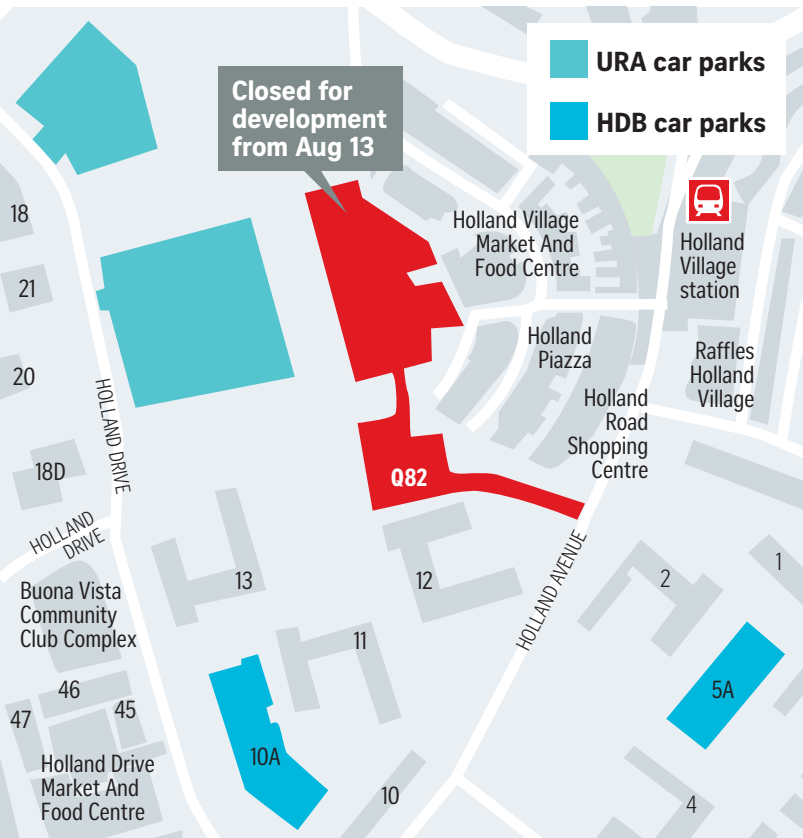 URA car parks
HDB car parks
Closed for
development
from Aug 13
18
21
20
18D
HOLLAND DRIVE
HOLLAND
DRIVE
Holland Village
Market And
Food Centre
Holland
Village
station
Holland
Piazza
Raffles
Holland
Village
Holland
Road
Shopping
Centre
Q82
HOLLAND AVENUE
13
12
11
2
1
Buona Vista
Community
Club Complex
46
47
45
10A
5A
Holland Drive
Market And
Food Centre
10
4